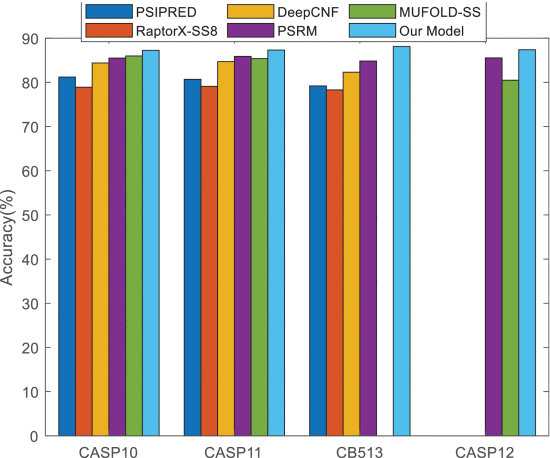 PSIPRED DeepCNF MUFOLD-SS
RaptorX-SS8 PSRM Our Model
90
80
70
60
50
40
30
20
10
0
Accuracy(%)
CASP10 CASP11 CB513 CASP12